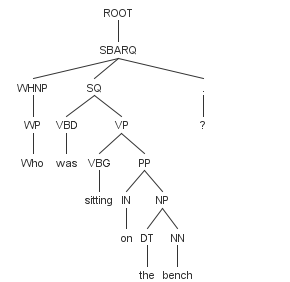 ROOT
SBARQ
WHNP SQ .
WP VBD VP ?
Who was VBG PP
sitting IN NP
on DT NN
the bench